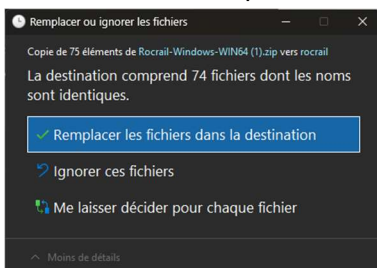 Remplacer ou ignorer les fichiers
Copie de 75 éléments de Rocrail-Windows-WIN64 (1).zip vers rocrail
La destination comprend 74 fichiers dont les noms
sont identiques.
Remplacer les fichiers dans la destination
Ignorer ces fichiers
Me laisser décider pour chaque fichier
Moins de détails